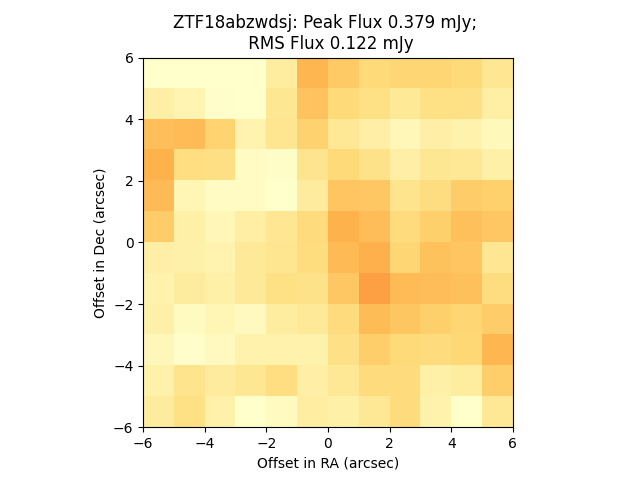 ZTF18abzwdsj: Peak Flux 0.379 mJy;
RMS Flux 0.122 mJy
6
4
2
0
−2
−4
−6
Offset in Dec (arcsec)
−6 −4 −2 0 2 4 6
Offset in RA (arcsec)